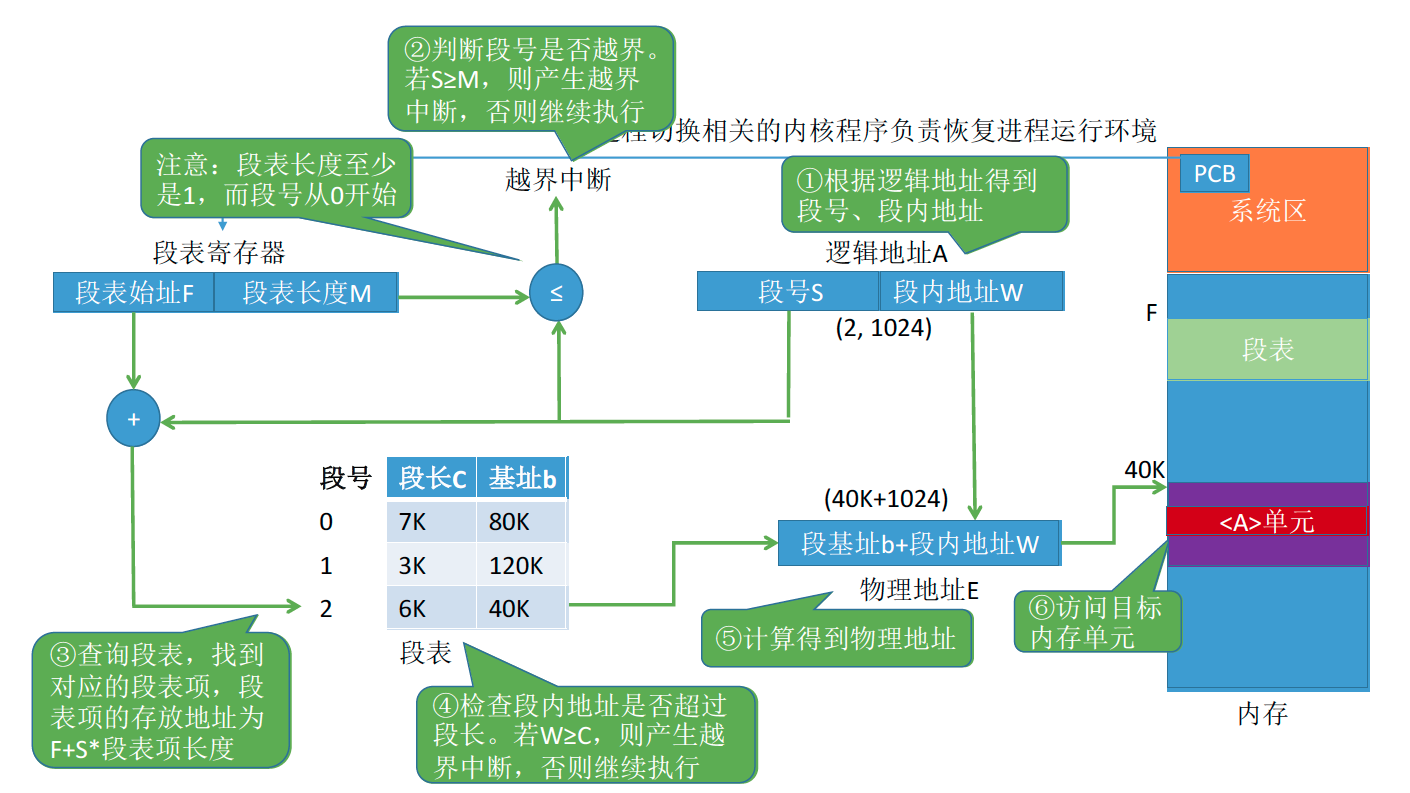 ②判断段号是否越界。
若S≥M，则产生越界
中断，否则继续执行
程切换相关的内核程序负责恢复进程运行环境
注意：段表长度至少
是1，而段号从0开始
越界中断
①根据逻辑地址得到
段号、段内地址
PCB
系统区
段表寄存器
逻辑地址A
段表始址F
段表长度M
≤
段号S
段内地址W
(2, 1024)
F
段表
+
段号
段长C
基址b
0
7K
80K
1
3K
120K
2
6K
40K
段表
(40K+1024)
段基址b+段内地址W
物理地址E
40K
<A>单元
③查询段表，找到
对应的段表项，段
表项的存放地址为
F+S*段表项长度
④检查段内地址是否超过
段长。若W≥C，则产生越
界中断，否则继续执行
⑤计算得到物理地址
⑥访问目标
内存单元
内存